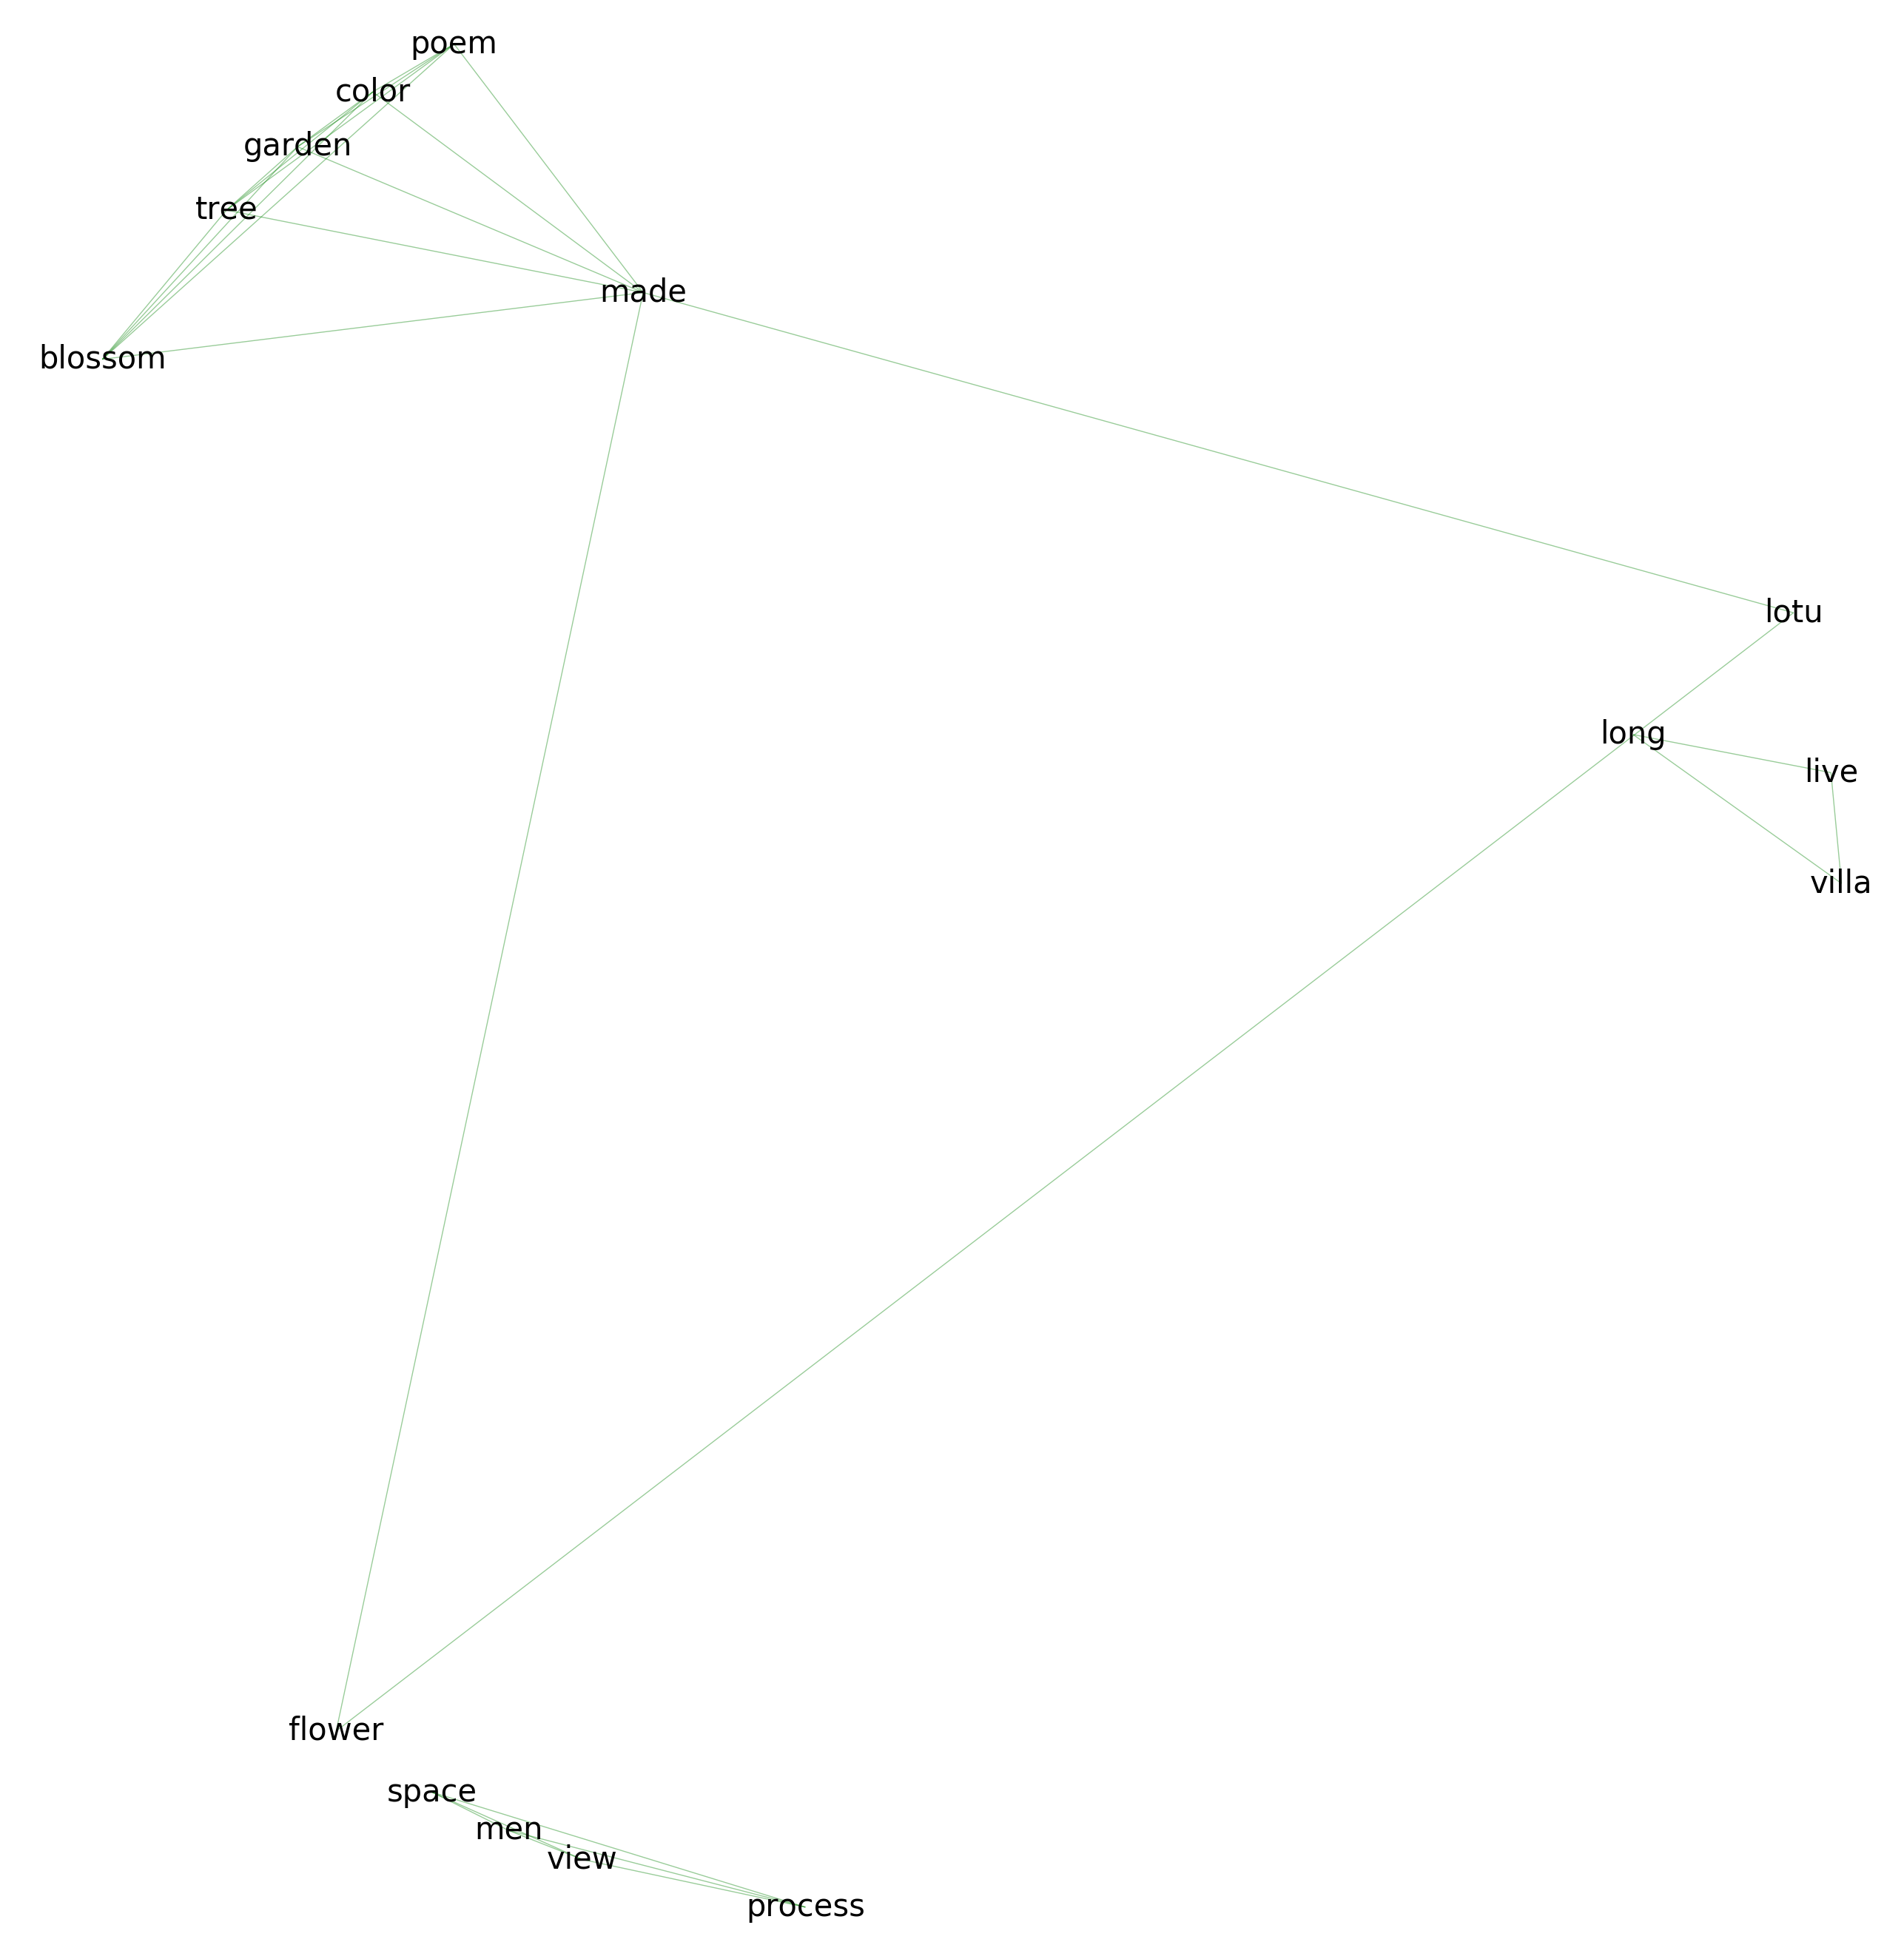 poem
color
garden
tree
made
blossom
lotu
long
live
villa
flower
space
men
view
process